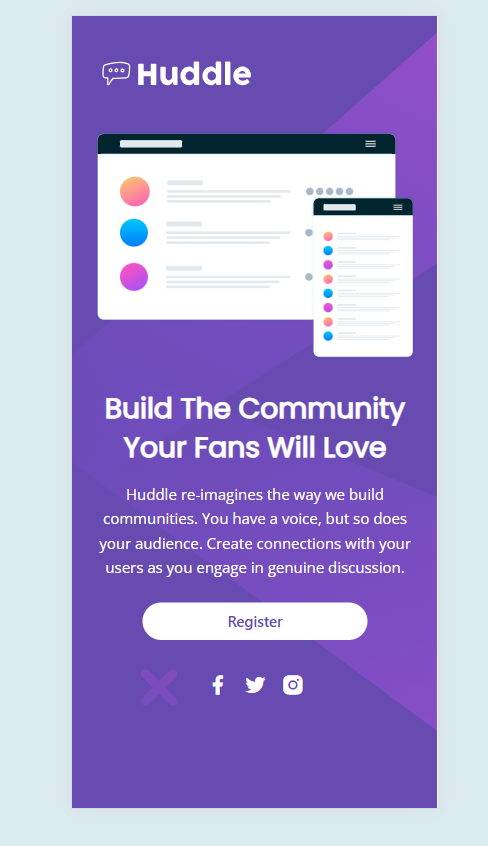 Huddle
Build The Community
Your Fans Will Love
Huddle re-imagines the way we build
communities. You have a voice, but so does
your audience. Create connections with your
users as you engage in genuine discussion.
Register